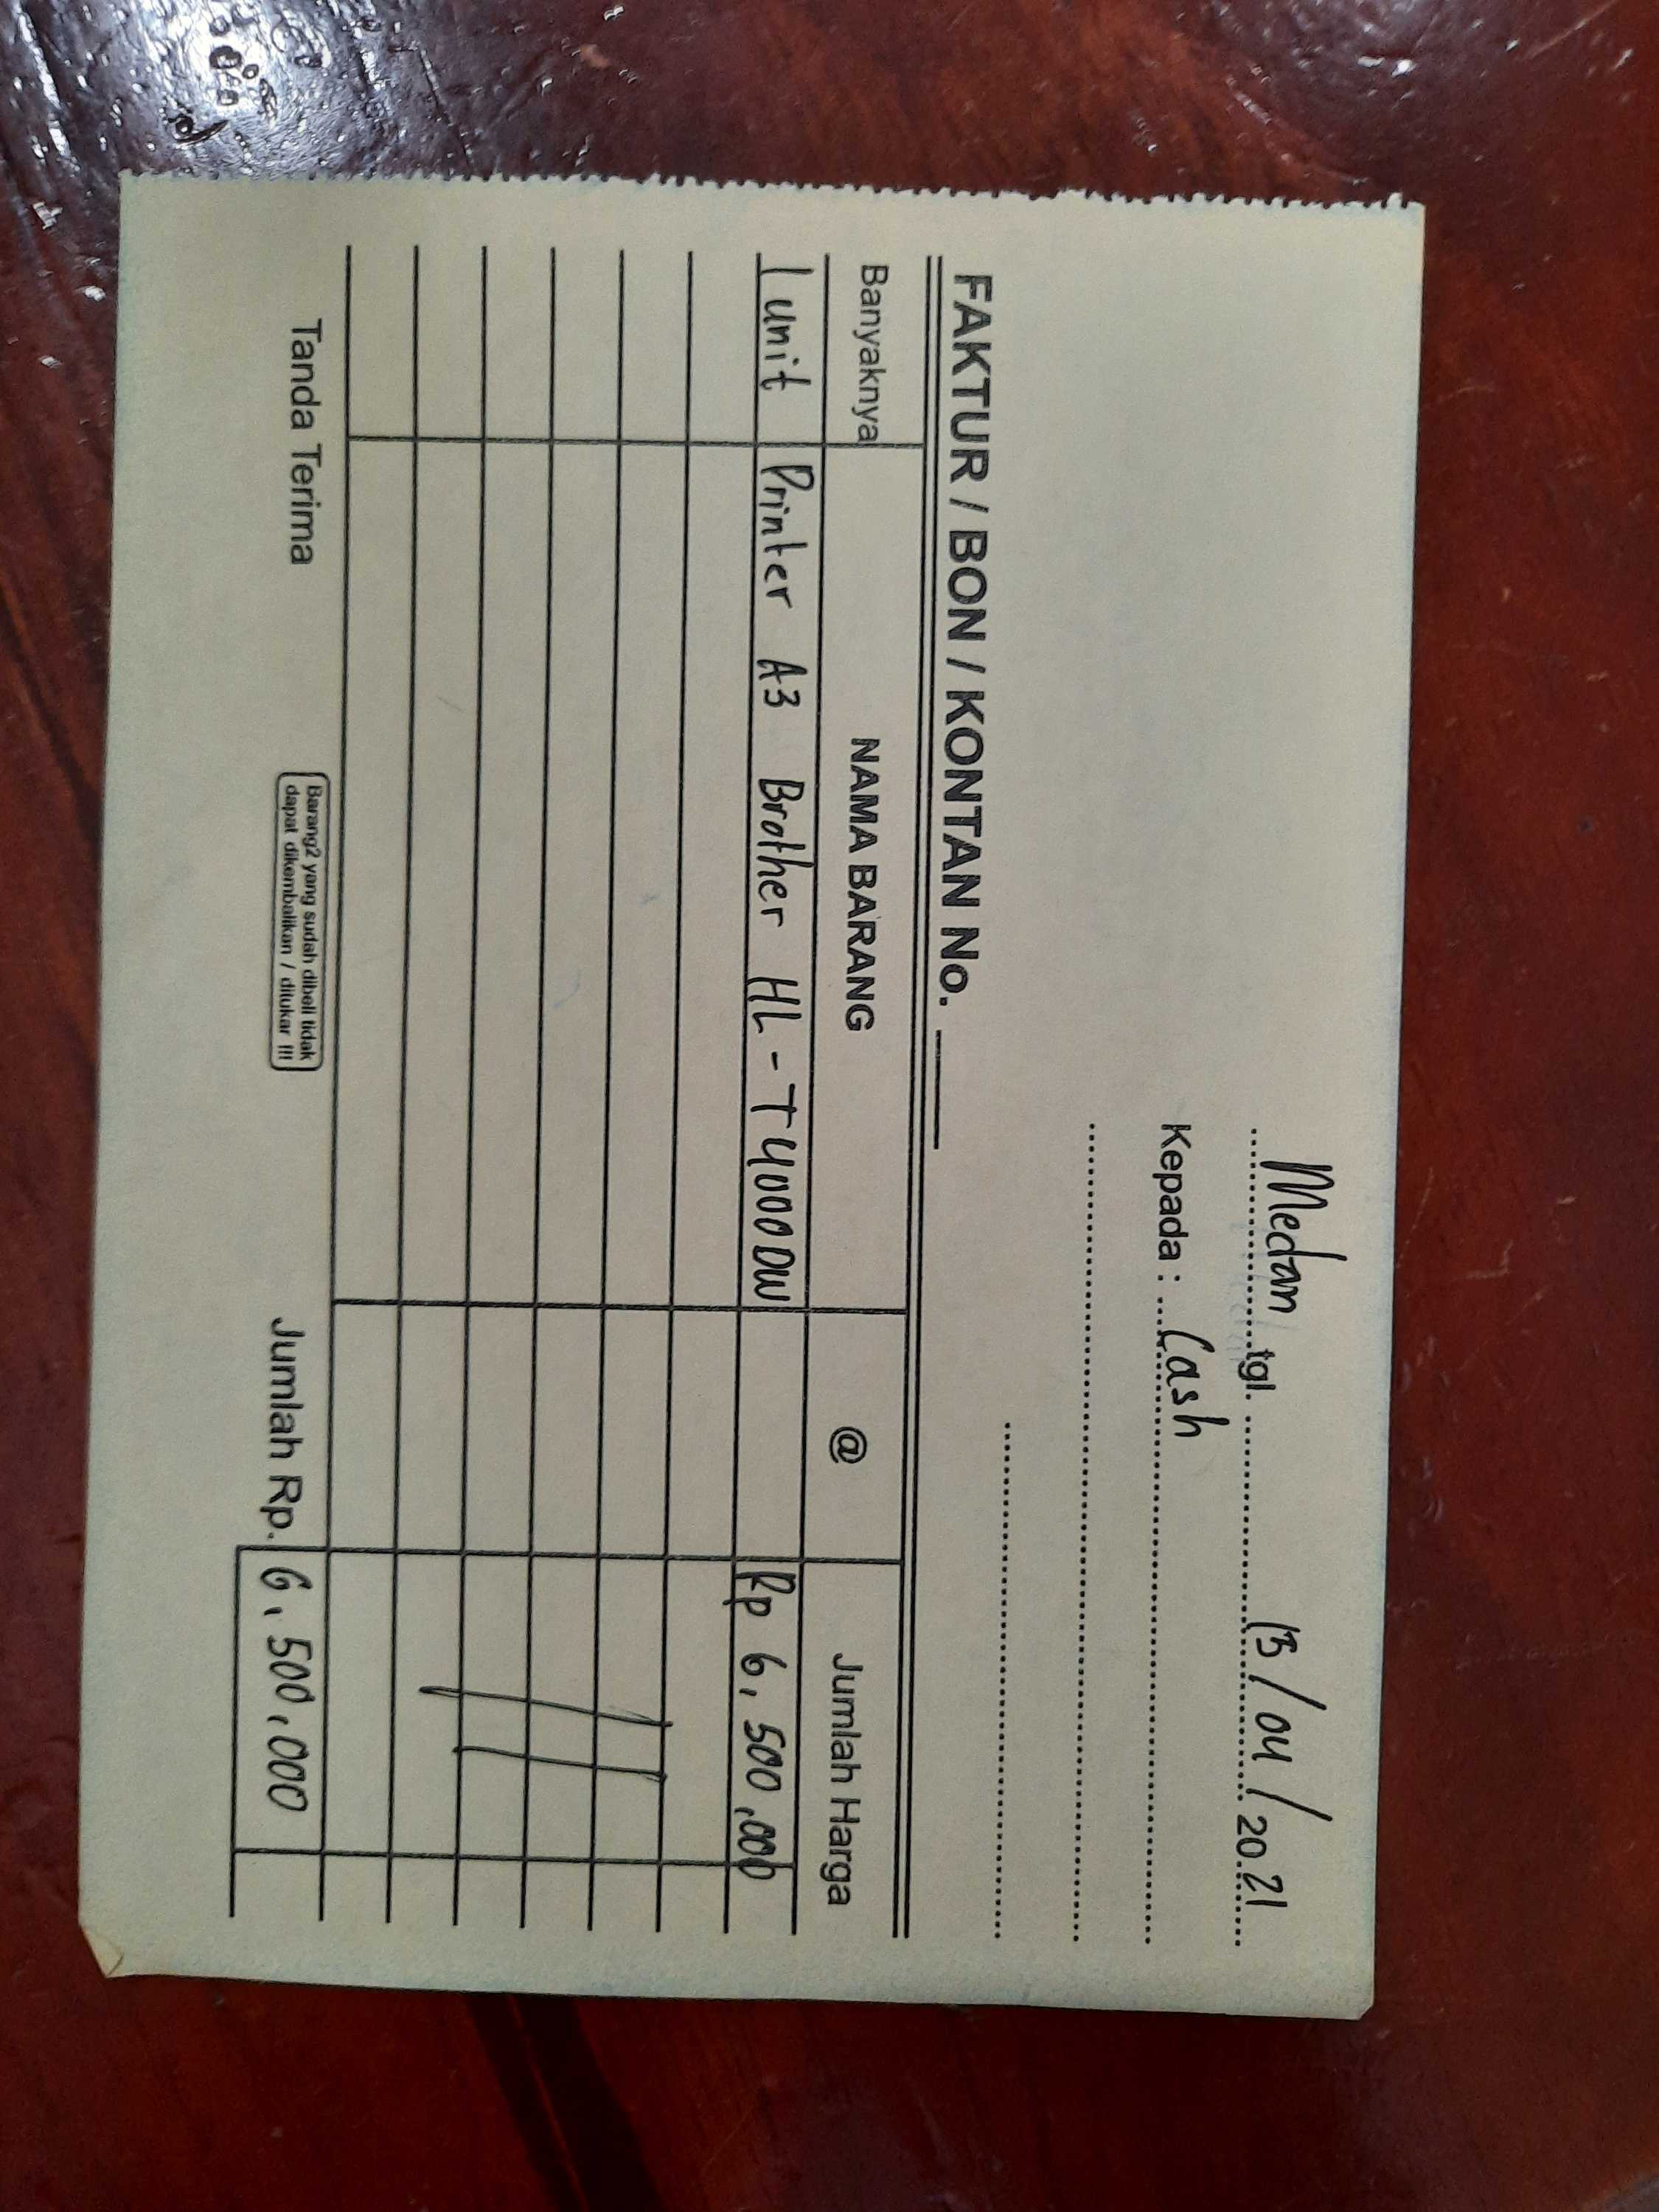 Medan tgl. 13/04/2021
Kepada : Cash
FAKTUR / BON / KONTAN No.
Banyaknya NAMA BARANG @ Jumlah Harga
1 unit Printer A3 Brother HL-T4000DW Rp 6,500,000
Tanda Terima
Barang2 yang sudah dibeli tidak
dapat dikembalikan / ditukar !!!
Jumlah Rp. 6,500,000